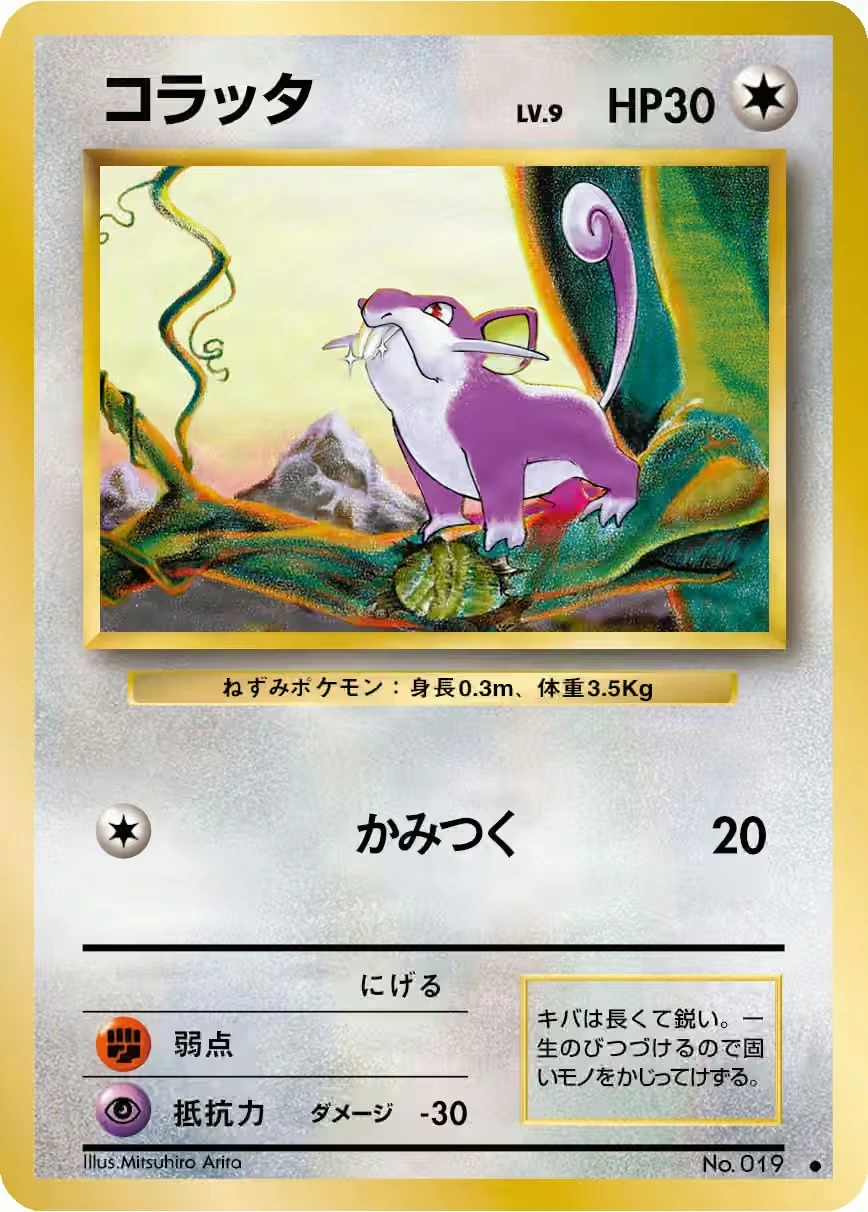 コラッタ LV.9 HP30
ねずみポケモン：身長0.3m、体重3.5Kg
かみつく 20
にげる
弱点
抵抗力 ダメージ -30
キバは長くて鋭い。一
生のびつづけるので固
いモノをかじってけずる。
Illus.Mitsuhiro Arita No. 019